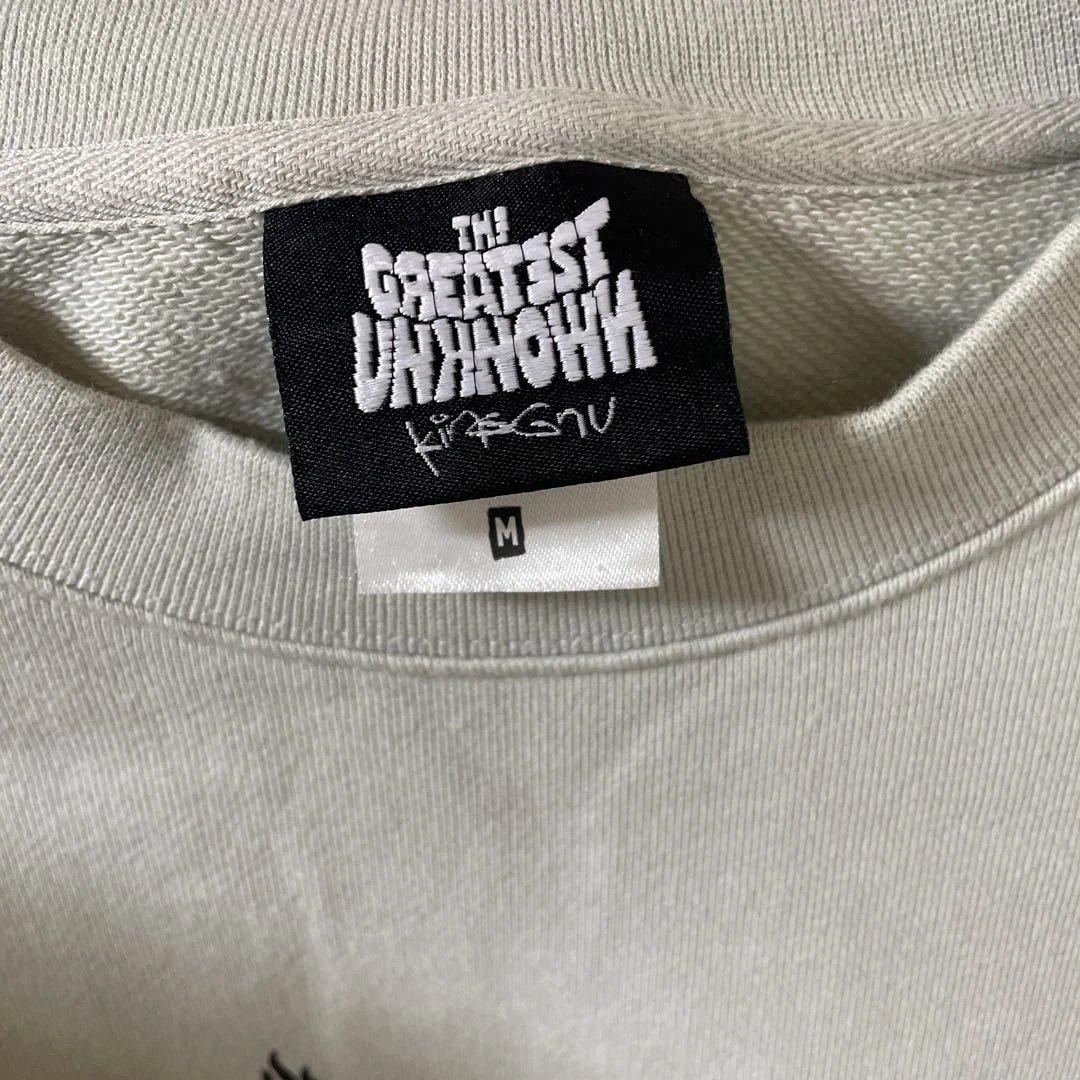 THE
GREATEST
UNKNOWN
King Gnu
M